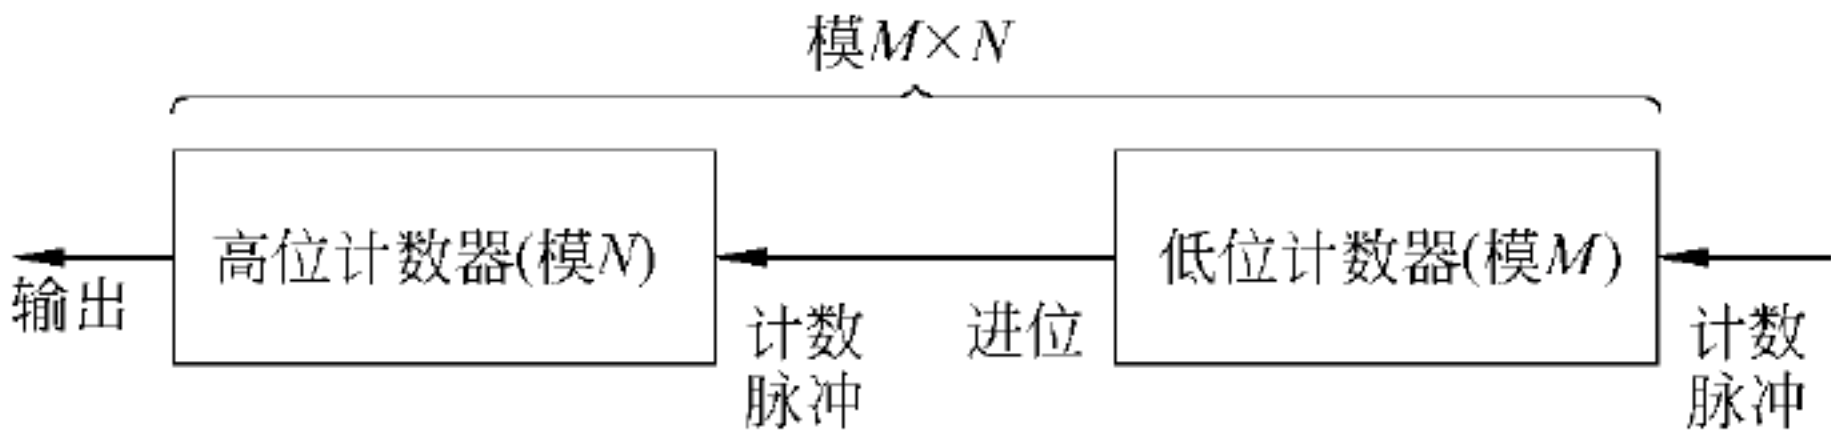 模M×N
高位计数器(模N)
低位计数器(模M)
输出
计数
脉冲
进位
计数
脉冲